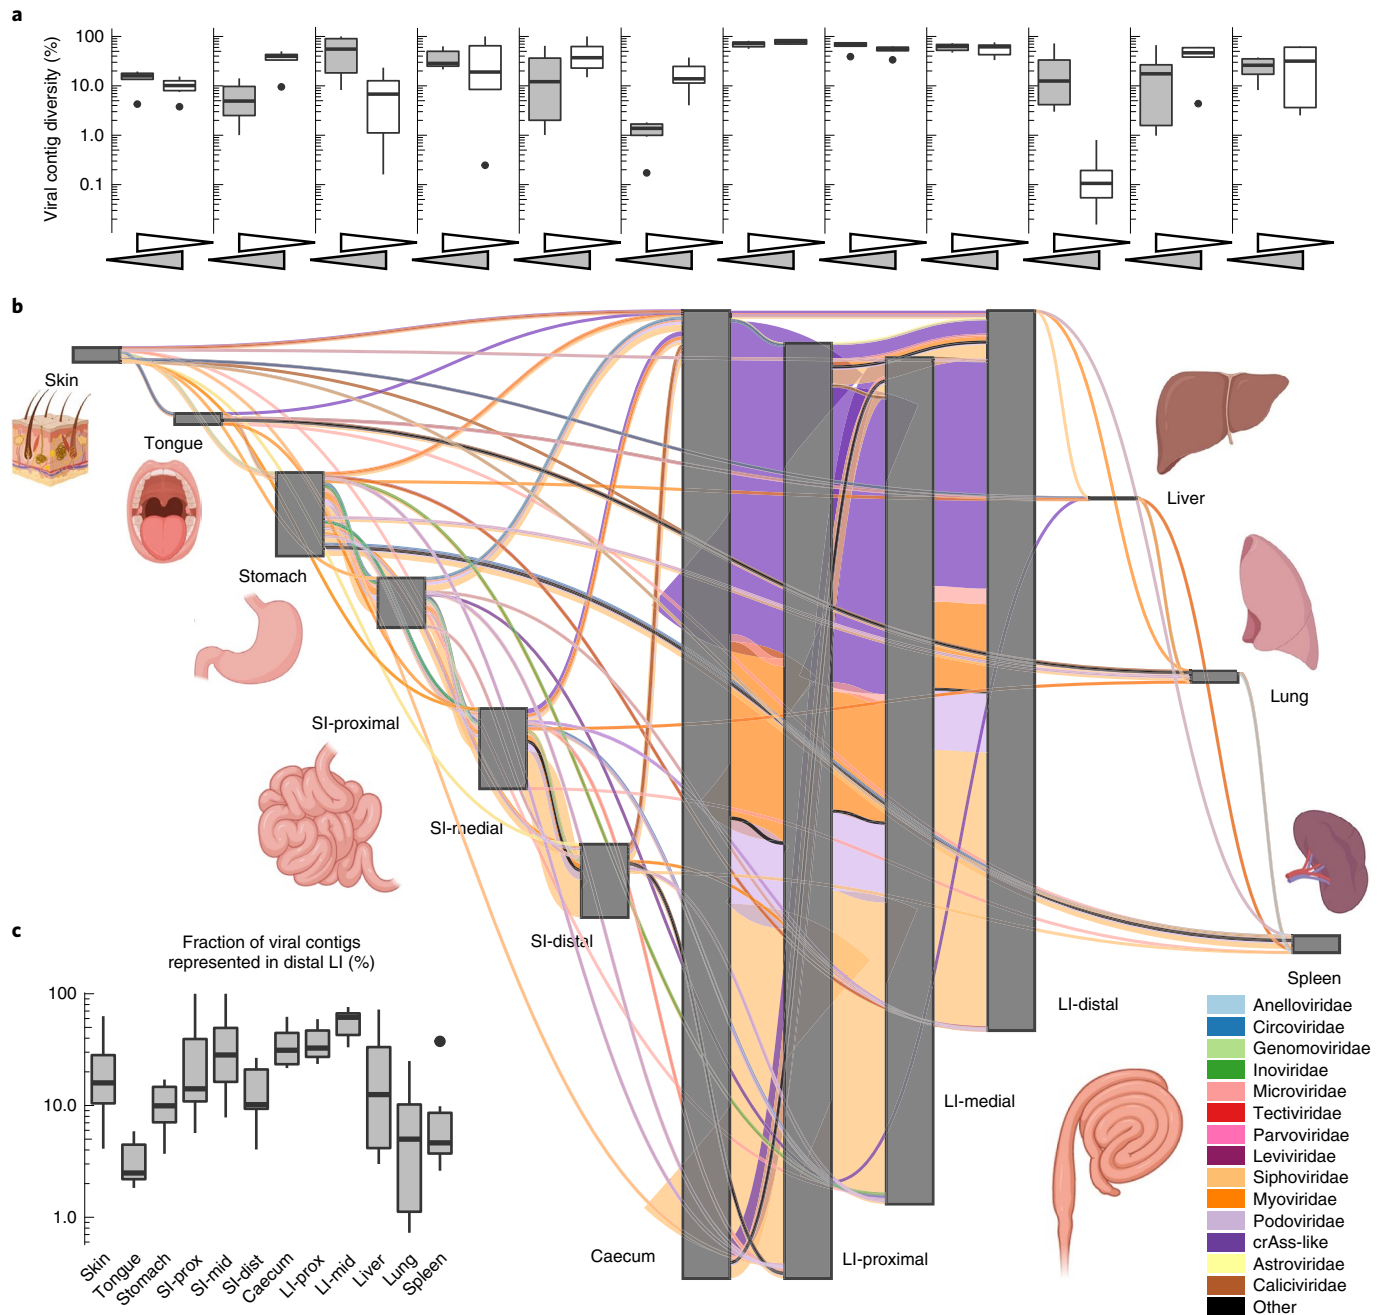 a
Viral contig diversity (%)
100
10.0
1.0
0.1
b
Skin
Tongue
Stomach
SI-proximal
SI-medial
SI-distal
Caecum
LI-proximal
LI-medial
LI-distal
Liver
Lung
Spleen
Anelloviridae
Circoviridae
Genomoviridae
Inoviridae
Microviridae
Tectiviridae
Parvoviridae
Leviviridae
Siphoviridae
Myoviridae
Podoviridae
crAss-like
Astroviridae
Caliciviridae
Other
c
Fraction of viral contigs
represented in distal LI (%)
100
10.0
1.0
Skin
Tongue
Stomach
SI-prox
SI-mid
SI-dist
Caecum
LI-prox
LI-mid
Liver
Lung
Spleen